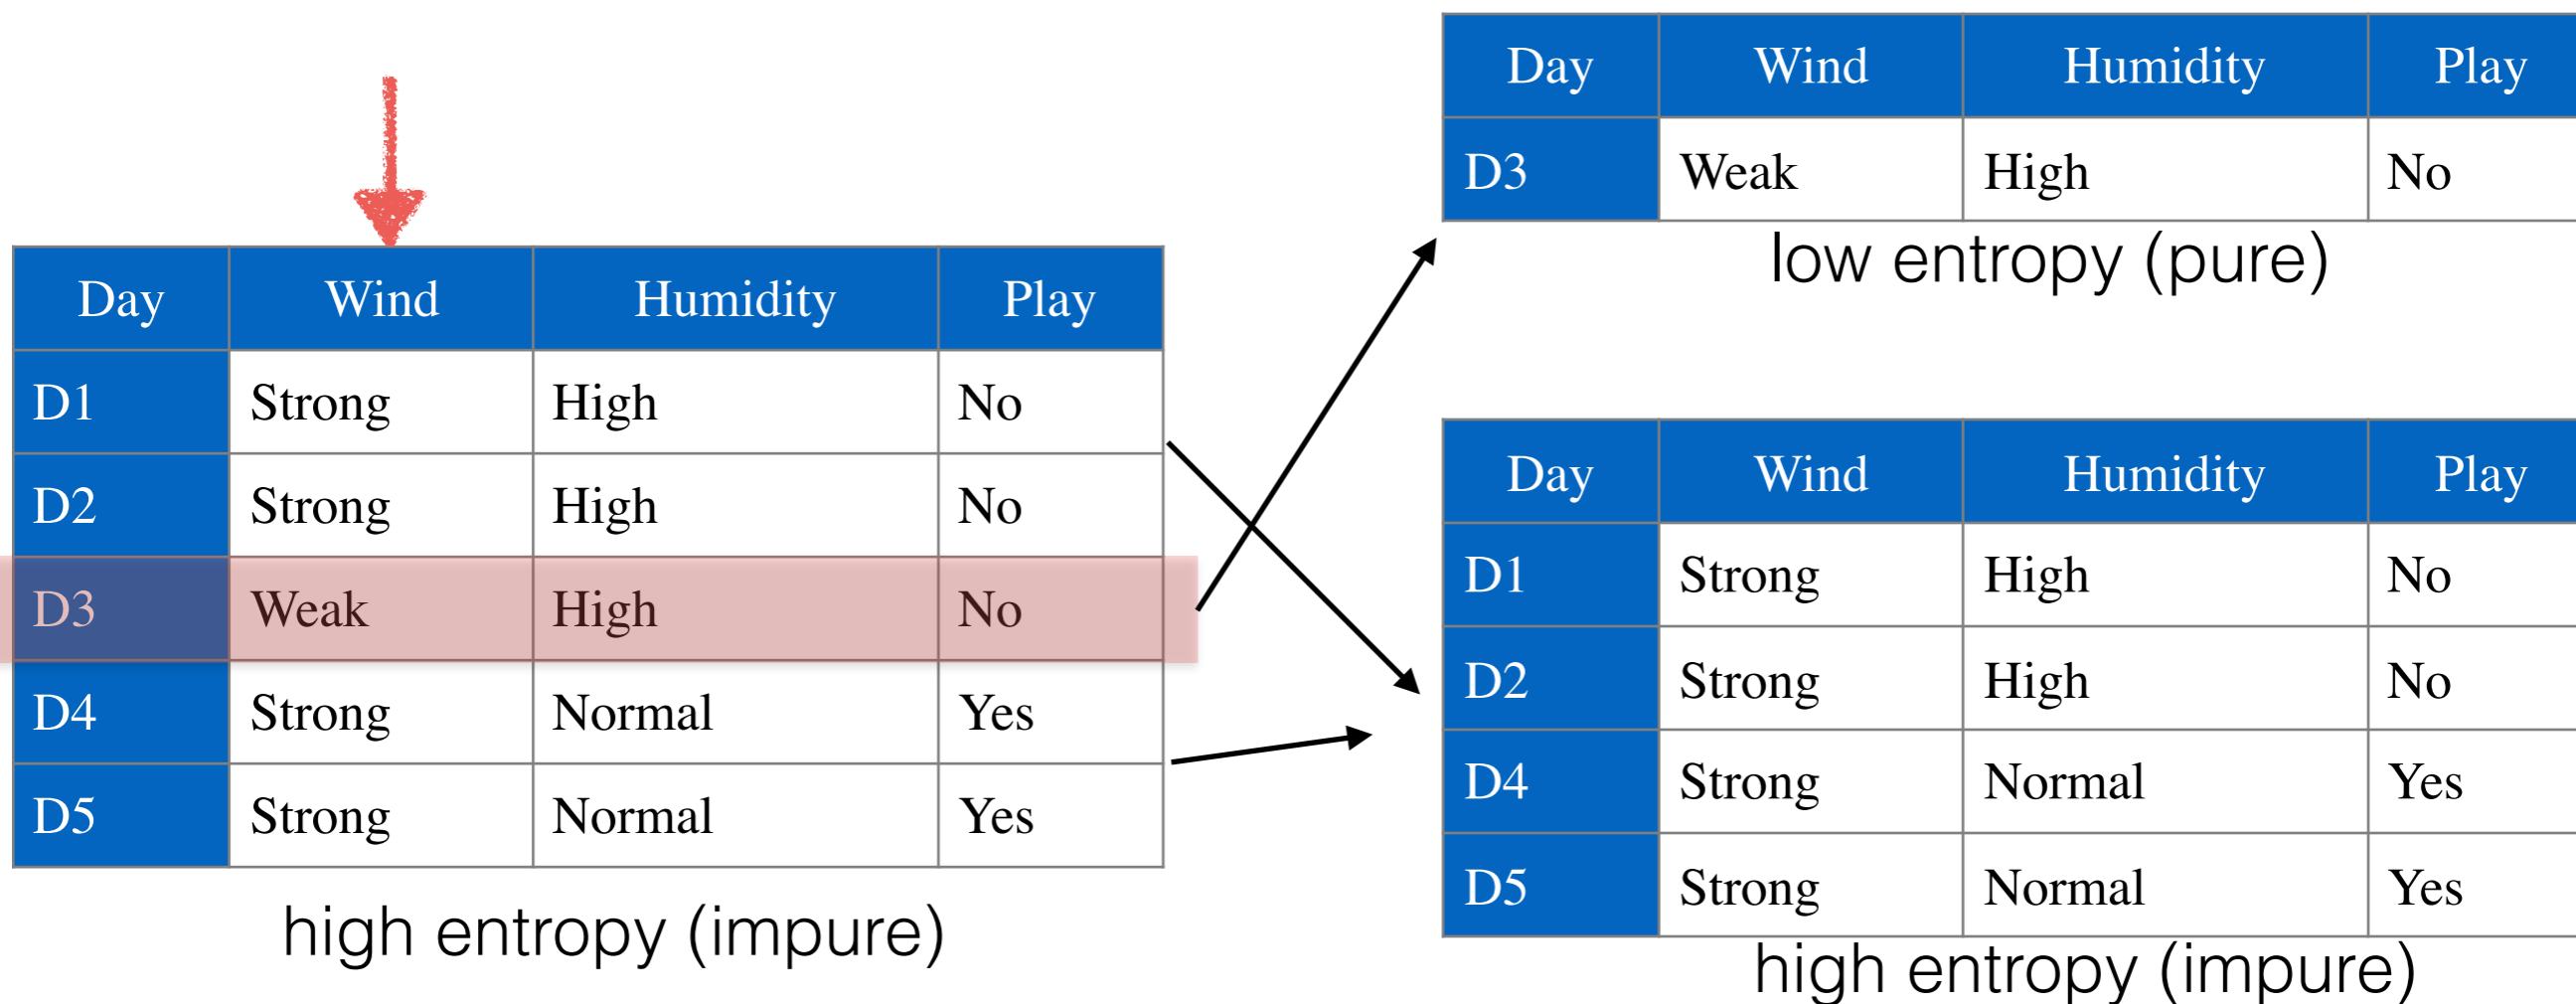 Day Wind Humidity Play
D1 Strong High No
D2 Strong High No
D3 Weak High No
D4 Strong Normal Yes
D5 Strong Normal Yes
high entropy (impure)
Day Wind Humidity Play
D3 Weak High No
low entropy (pure)
Day Wind Humidity Play
D1 Strong High No
D2 Strong High No
D4 Strong Normal Yes
D5 Strong Normal Yes
high entropy (impure)